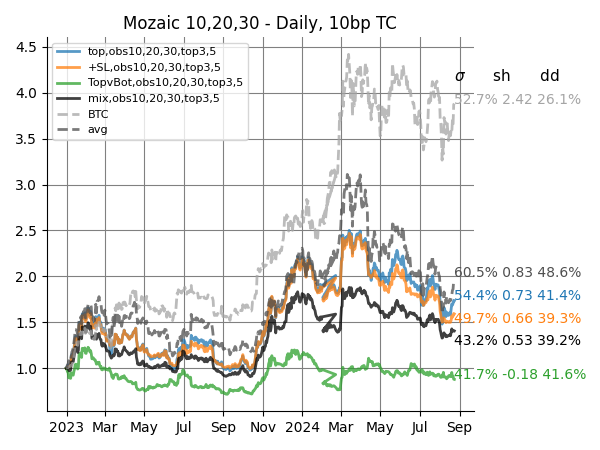 Mozaic 10,20,30 - Daily, 10bp TC
top,obs10,20,30,top3,5
+SL,obs10,20,30,top3,5
TopvBot,obs10,20,30,top3,5
mix,obs10,20,30,top3,5
BTC
avg
σ sh dd
52.7% 2.42 26.1%
60.5% 0.83 48.6%
54.4% 0.73 41.4%
49.7% 0.66 39.3%
43.2% 0.53 39.2%
41.7% -0.18 41.6%
4.5
4.0
3.5
3.0
2.5
2.0
1.5
1.0
2023 Mar May Jul Sep Nov 2024 Mar May Jul Sep